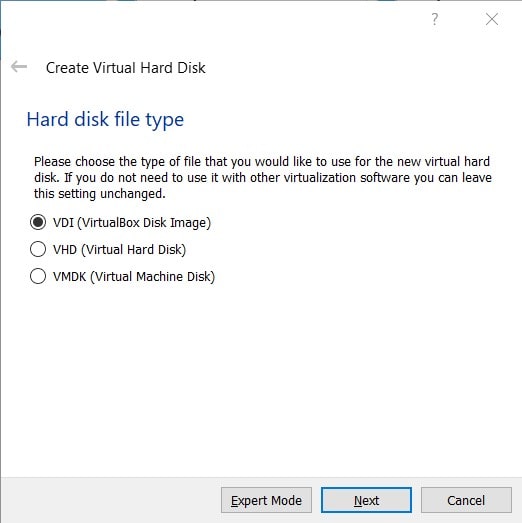 ?
Create Virtual Hard Disk
Hard disk file type
Please choose the type of file that you would like to use for the new virtual hard
disk. If you do not need to use it with other virtualization software you can leave
this setting unchanged.
VDI (VirtualBox Disk Image)
VHD (Virtual Hard Disk)
VMDK (Virtual Machine Disk)
Expert Mode Next Cancel